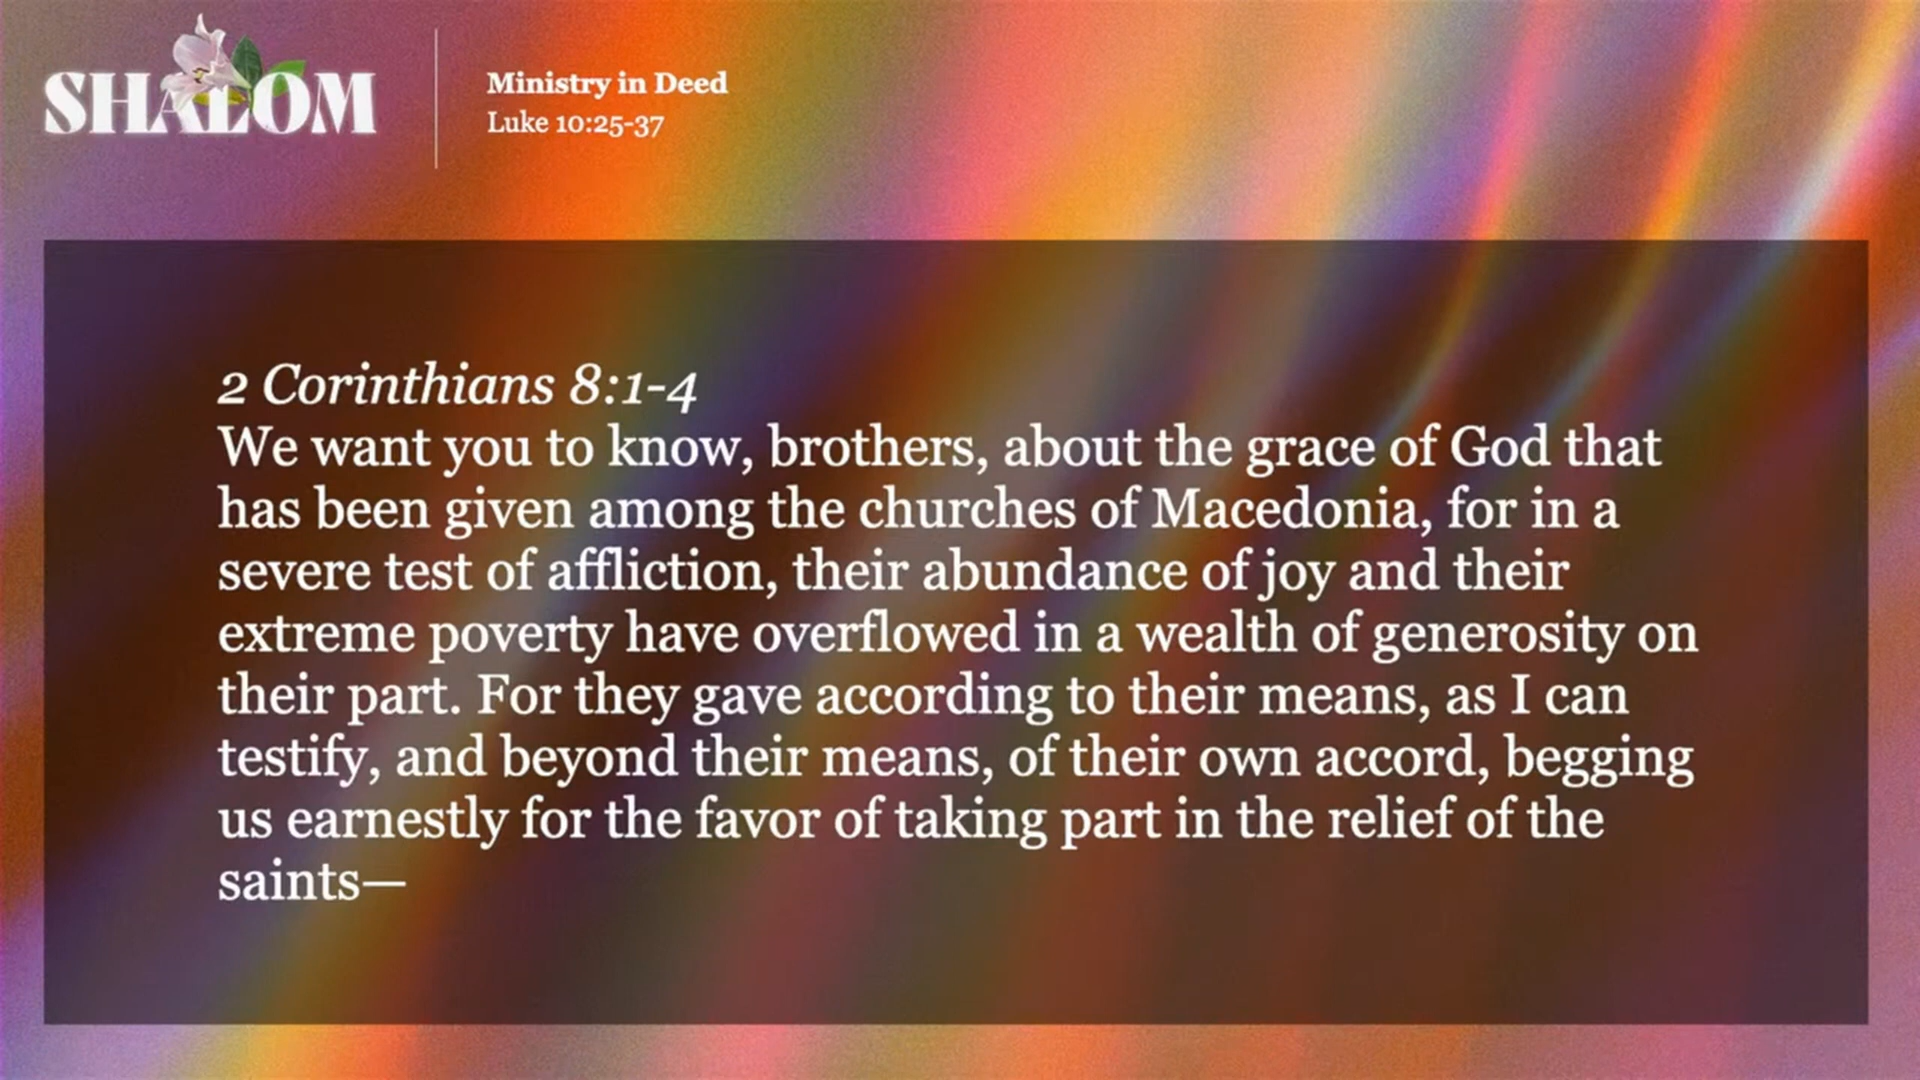 SHALOM
Ministry in Deed
Luke 10:25-37
2 Corinthians 8:1-4
We want you to know, brothers, about the grace of God that
has been given among the churches of Macedonia, for in a
severe test of affliction, their abundance of joy and their
extreme poverty have overflowed in a wealth of generosity on
their part. For they gave according to their means, as I can
testify, and beyond their means, of their own accord, begging
us earnestly for the favor of taking part in the relief of the
saints—